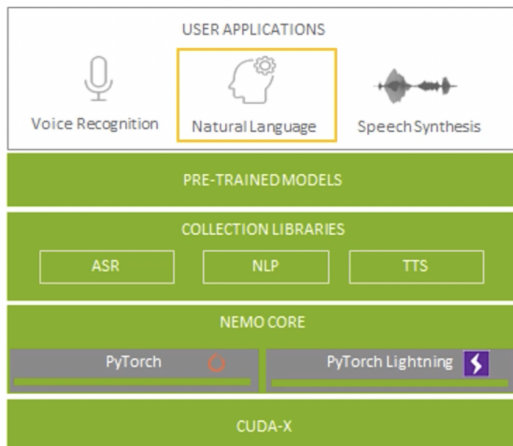 USER APPLICATIONS
Voice Recognition
Natural Language
Speech Synthesis
PRE-TRAINED MODELS
COLLECTION LIBRARIES
ASR
NLP
TTS
NEMO CORE
PyTorch
PyTorch Lightning
CUDA-X